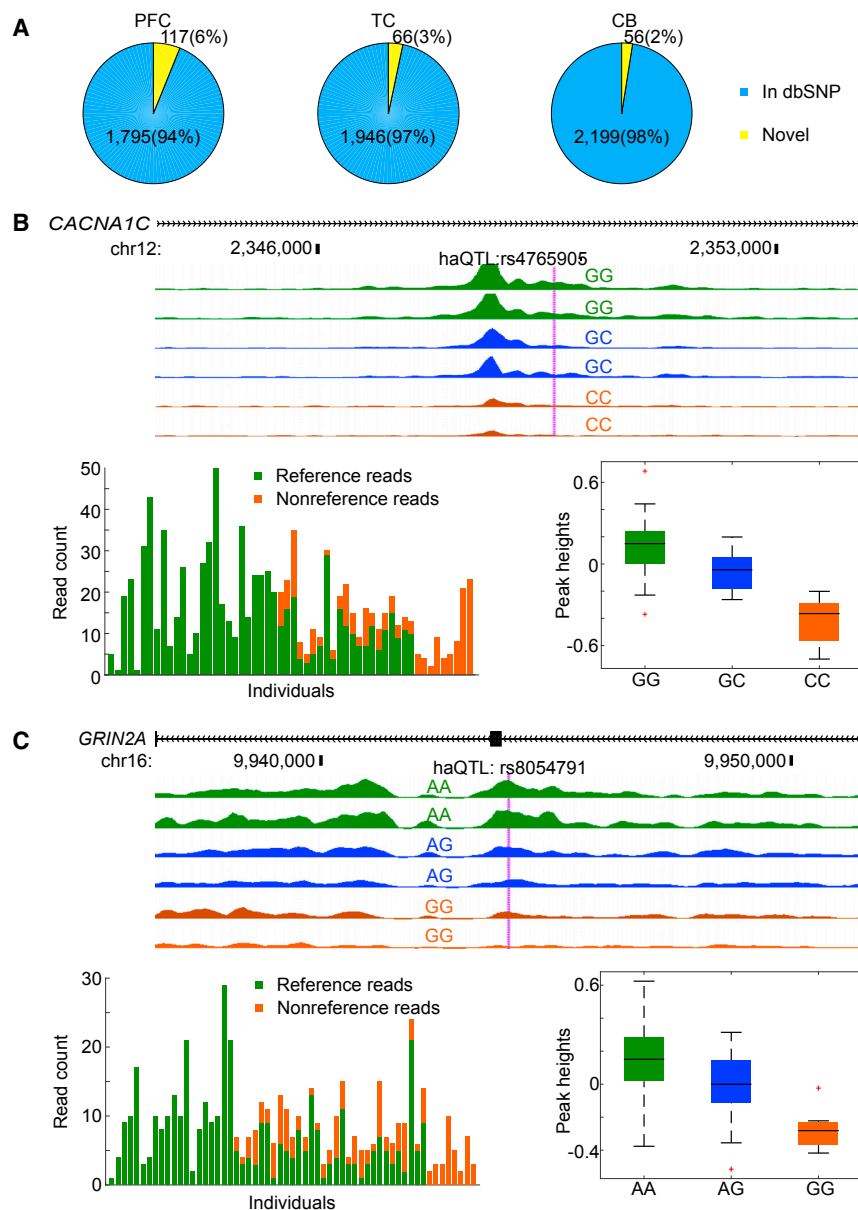 A
PFC
117(6%)
1,795(94%)
TC
66(3%)
1,946(97%)
CB
56(2%)
2,199(98%)
In dbSNP
Novel
B
CACNA1C
chr12:
2,346,000
2,353,000
haQTL:rs4765905
GG
GG
GC
GC
CC
CC
50
40
30
20
10
0
Read count
Individuals
Reference reads
Nonreference reads
0.6
0
-0.6
Peak heights
GG
GC
CC
C
GRIN2A
chr16:
9,940,000
9,950,000
haQTL: rs8054791
AA
AA
AG
AG
GG
GG
30
20
10
0
Read count
Individuals
Reference reads
Nonreference reads
0.6
0
-0.4
Peak heights
AA
AG
GG